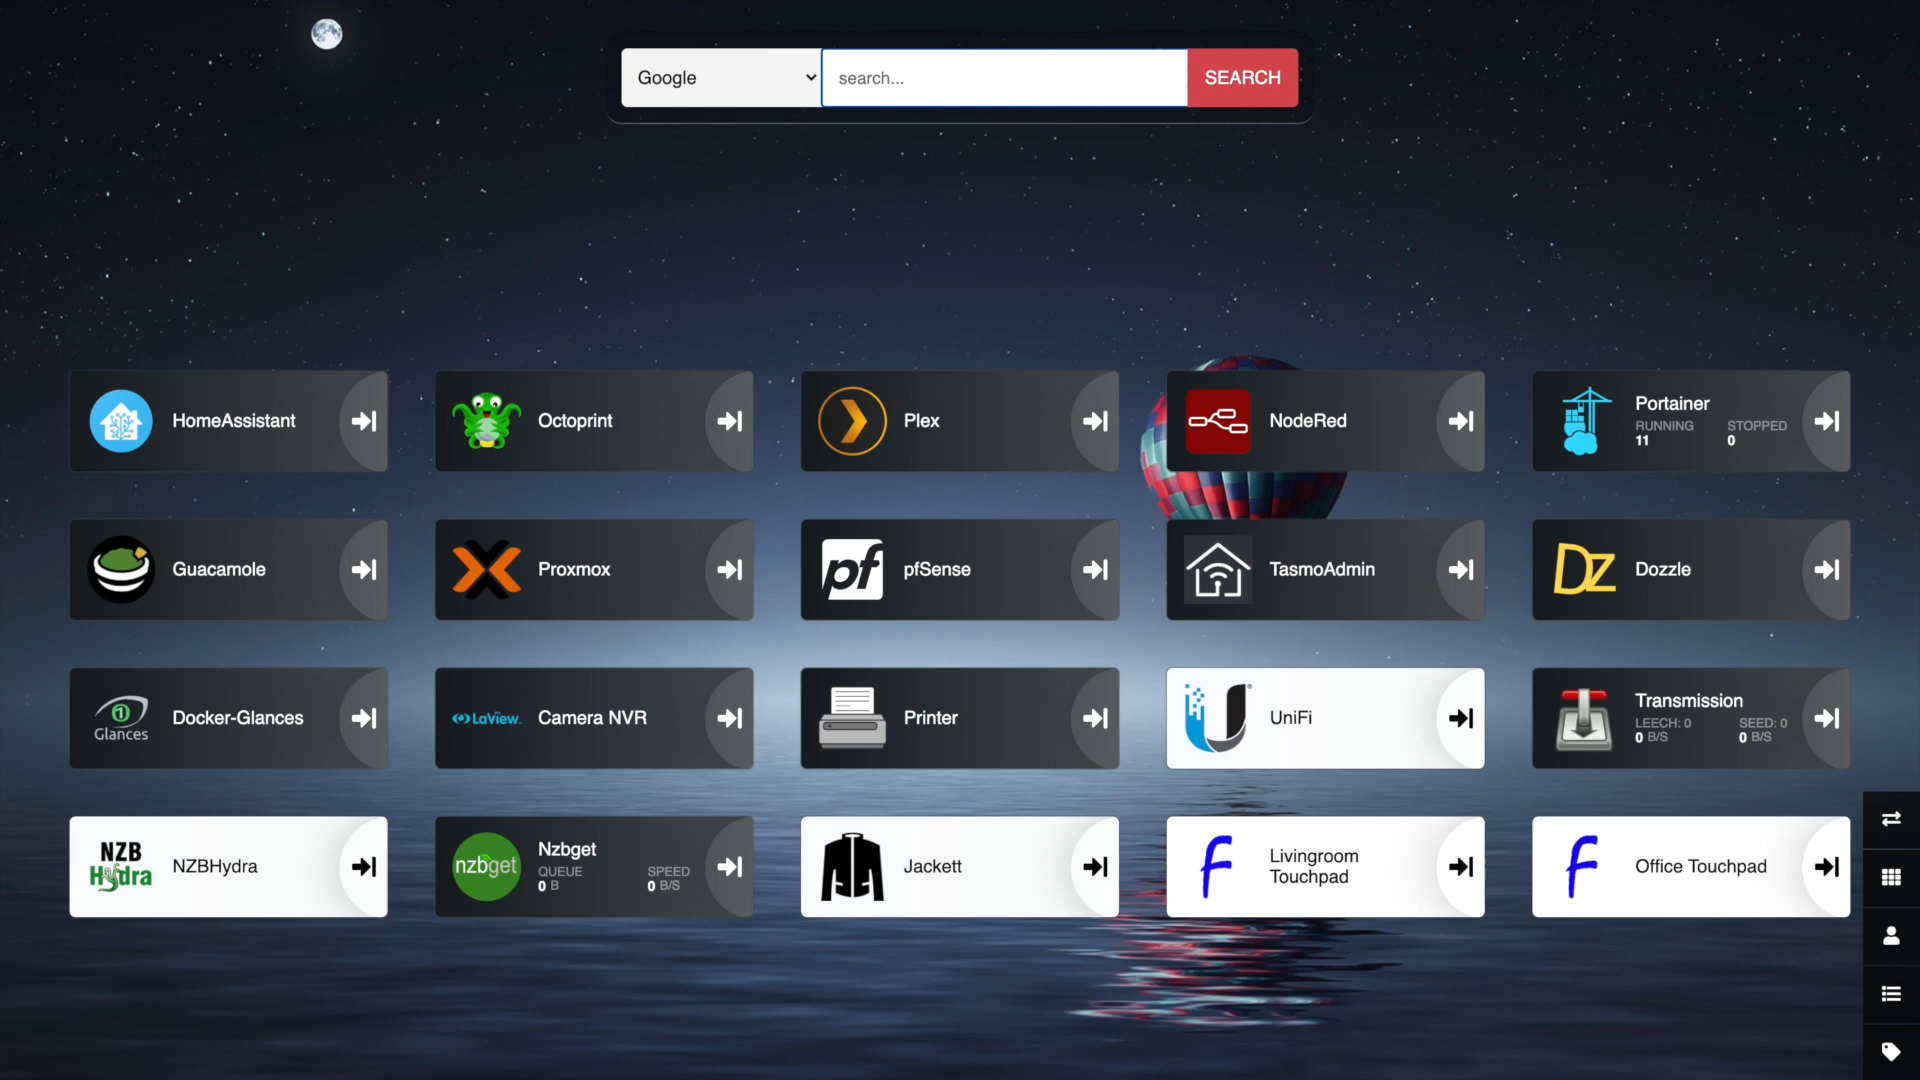 Google
search...
SEARCH
HomeAssistant
Octoprint
Plex
NodeRed
Portainer
RUNNING STOPPED
11 0
Guacamole
Proxmox
pf
pfSense
TasmoAdmin
DZ
Dozzle
Glances
Docker-Glances
LaView
Camera NVR
Printer
UniFi
Transmission
LEECH: 0 SEED: 0
0 B/S 0 B/S
NZB
Hydra
NZBHydra
nzbget
Nzbget
QUEUE SPEED
0 B 0 B/S
Jackett
f
Livingroom
Touchpad
f
Office Touchpad